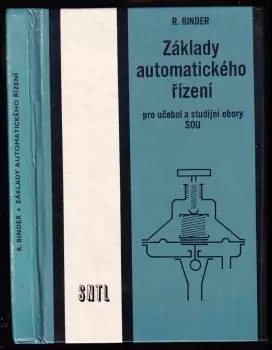 R. BINDER • ZÁKLADY AUTOMATICKÉHO ŘÍZENÍ
SNTL
R. BINDER
Základy
automatického
řízení
pro učební a studijní obory
SOU